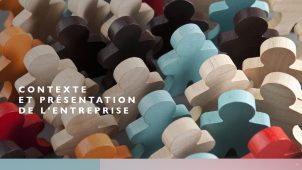 CONTEXTE
ET PRÉSENTATION
DE L'ENTREPRISE